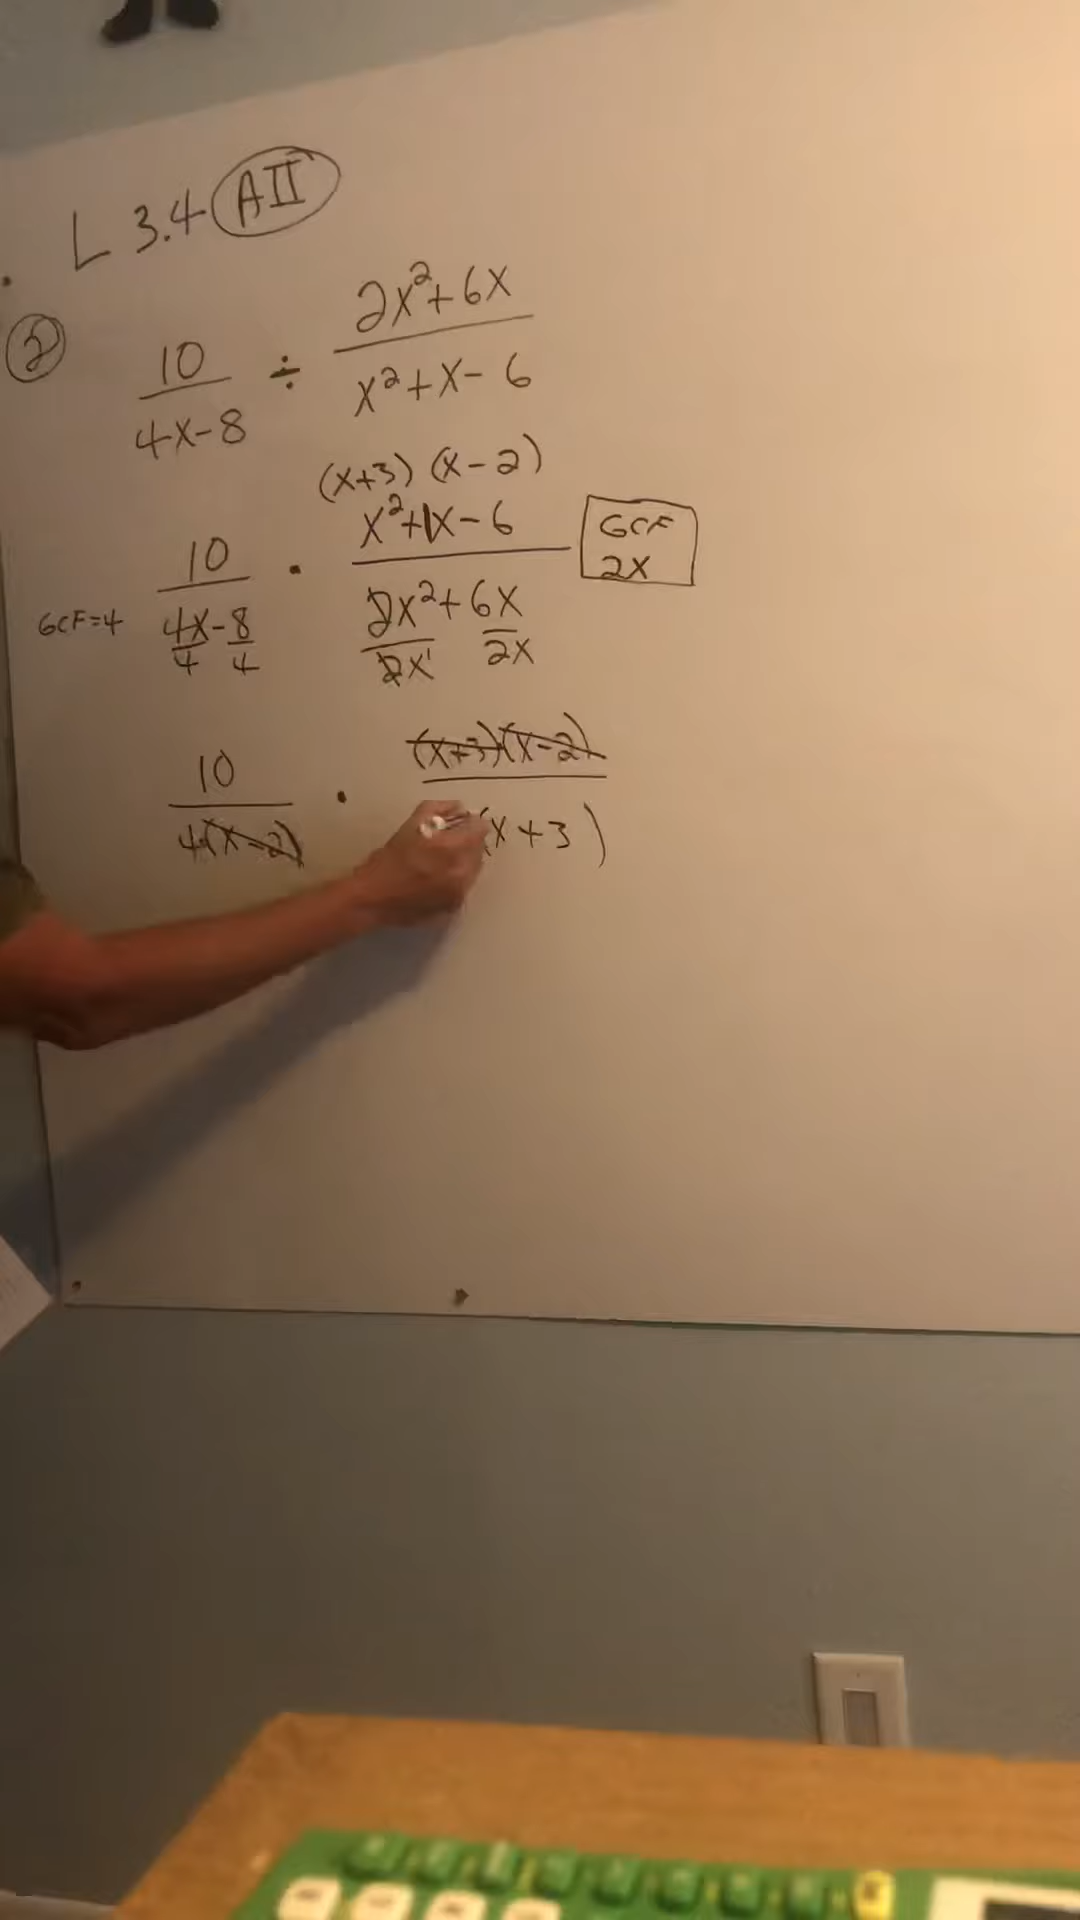 L 3.4 AII
2
10 / 4x-8 ÷ 2x²+6x / x²+x-6
(x+3) (x-2)
10 / 4x-8 · x²+1x-6 / 2x²+6x
GCF=4
4 4
2x 2x
GCF
2x
10 / 4(x-2) · (x+3)(x-2) / (x+3)